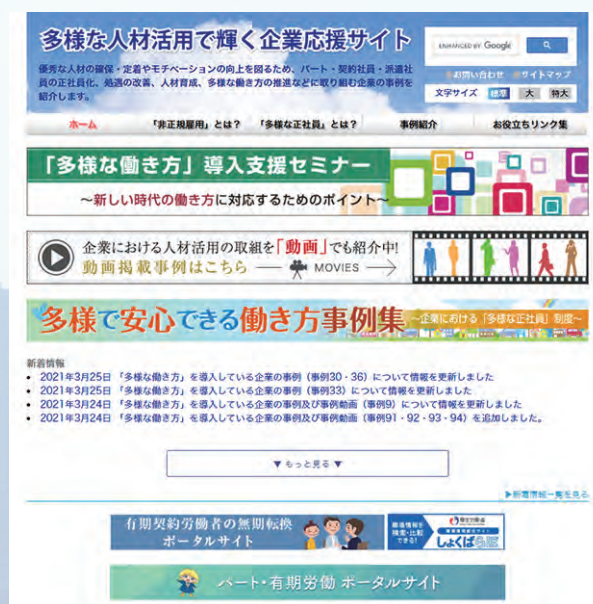 多様な人材活用で輝く企業応援サイト
ENHANCED BY Google
優秀な人材の確保・定着やモチベーションの向上を図るため、パート・契約社員・派遣社
員の正社員化、処遇の改善、人材育成、多様な働き方の推進などに取り組む企業の事例を
紹介します。
お問い合わせ サイトマップ
文字サイズ 標準 大 特大
ホーム 「非正規雇用」とは? 「多様な正社員」とは? 事例紹介 お役立ちリンク集
「多様な働き方」導入支援セミナー
～新しい時代の働き方に対応するためのポイント～
企業における人材活用の取組を「動画」でも紹介中!
動画掲載事例はこちら MOVIES
多様で安心できる働き方事例集 ～企業における「多様な正社員」制度～
新着情報
• 2021年3月25日 「多様な働き方」を導入している企業の事例（事例30・36）について情報を更新しました
• 2021年3月25日 「多様な働き方」を導入している企業の事例（事例33）について情報を更新しました
• 2021年3月24日 「多様な働き方」を導入している企業の事例及び事例動画（事例9）について情報を更新しました
• 2021年3月24日 「多様な働き方」を導入している企業の事例及び事例動画（事例91・92・93・94）を追加しました。
▼ もっと見る ▼
▶新着情報一覧を見る
有期契約労働者の無期転換
ポータルサイト
職場情報を
検索・比較
できる!
厚生労働省
しょくばらぼ
パート・有期労働 ポータルサイト